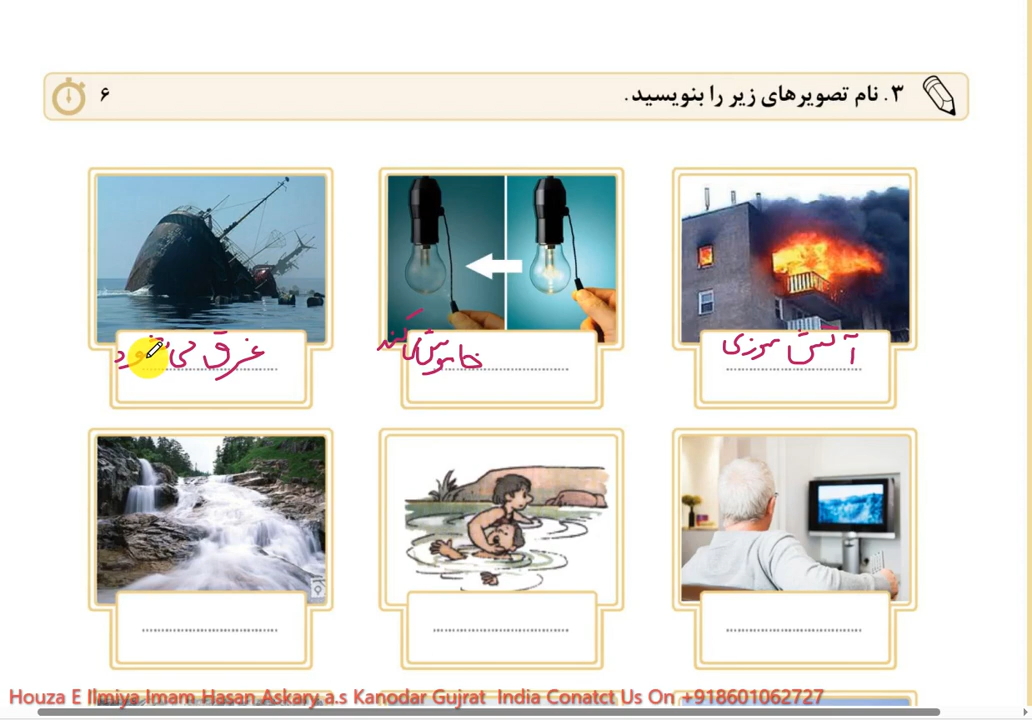 ۳. نام تصویرهای زیر را بنویسید.
۶
آتش سوزی
خاموش می‌کند
غرق می‌شود
Houza E Ilmiya Imam Hasan Askary a.s Kanodar Gujrat India Conatct Us On +918601062727